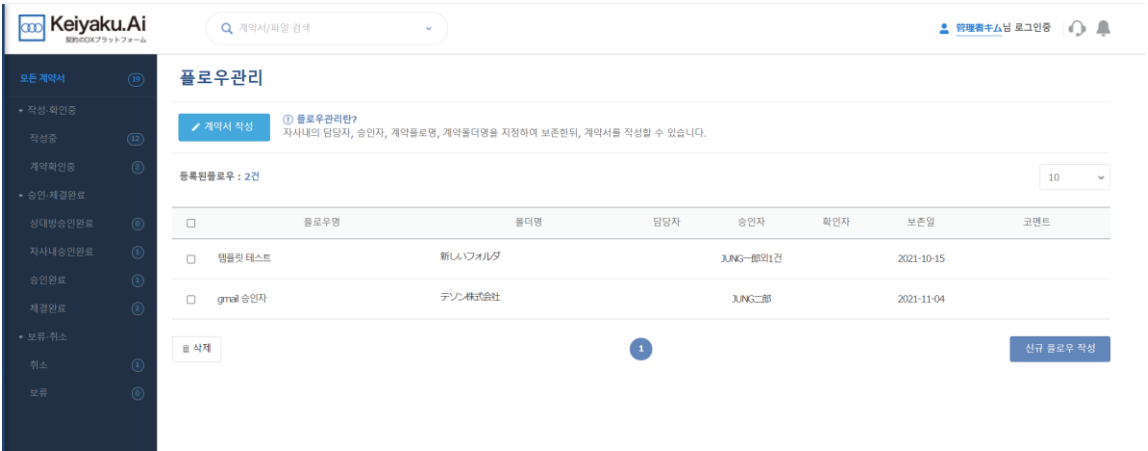 Keiyaku.Ai
契約のDXプラットフォーム
계약서/파일 검색
管理者キム님 로그인중
모든 계약서 19
작성·확인중
작성중 12
계약확인중 2
승인·체결완료
상대방승인완료 0
자사내승인완료 1
승인완료 1
체결완료 2
보류·취소
취소 1
보류 0
플로우관리
계약서 작성
플로우관리란?
자사내의 담당자, 승인자, 계약플로명, 계약폴더명을 지정하여 보존한뒤, 계약서를 작성할 수 있습니다.
등록된플로우 : 2건
10
플로우명 폴더명 담당자 승인자 확인자 보존일 코멘트
템플릿 테스트 新しいフォルダ JUNG一郎외1건 2021-10-15
gmail 승인자 テソン株式会社 JUNG二郎 2021-11-04
삭제
1
신규 플로우 작성